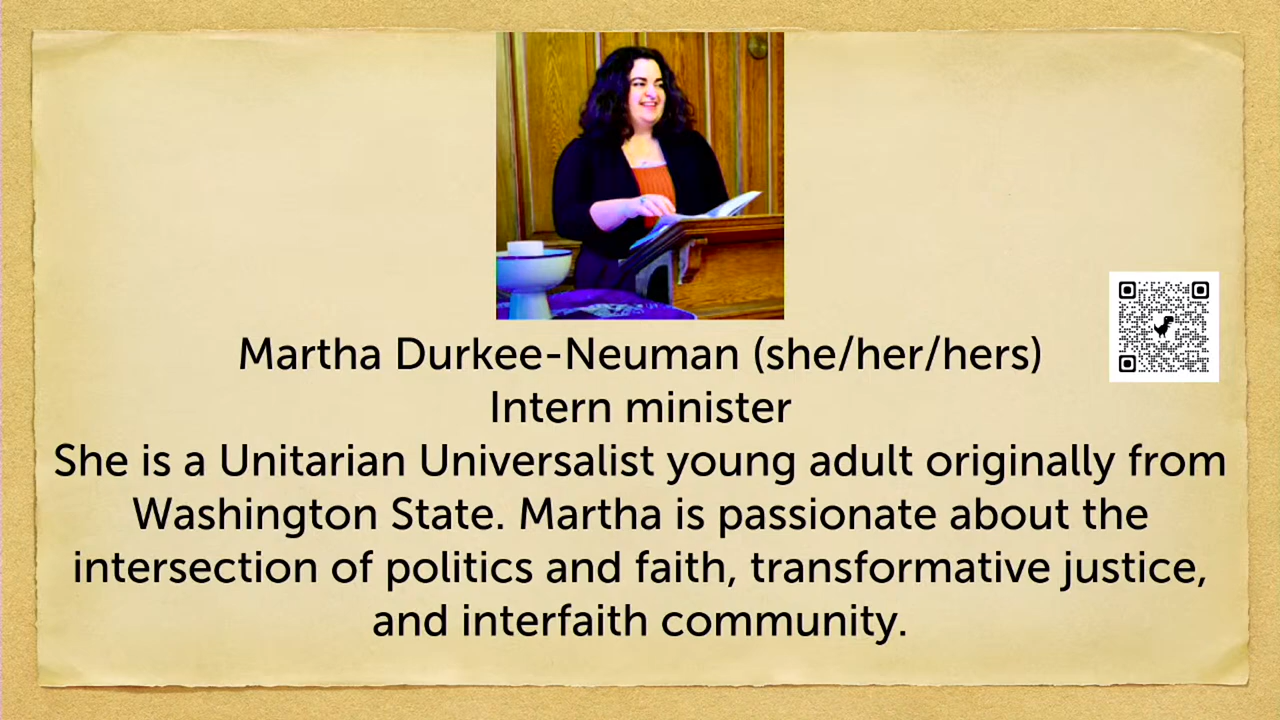 Martha Durkee-Neuman (she/her/hers)
Intern minister
She is a Unitarian Universalist young adult originally from
Washington State. Martha is passionate about the
intersection of politics and faith, transformative justice,
and interfaith community.